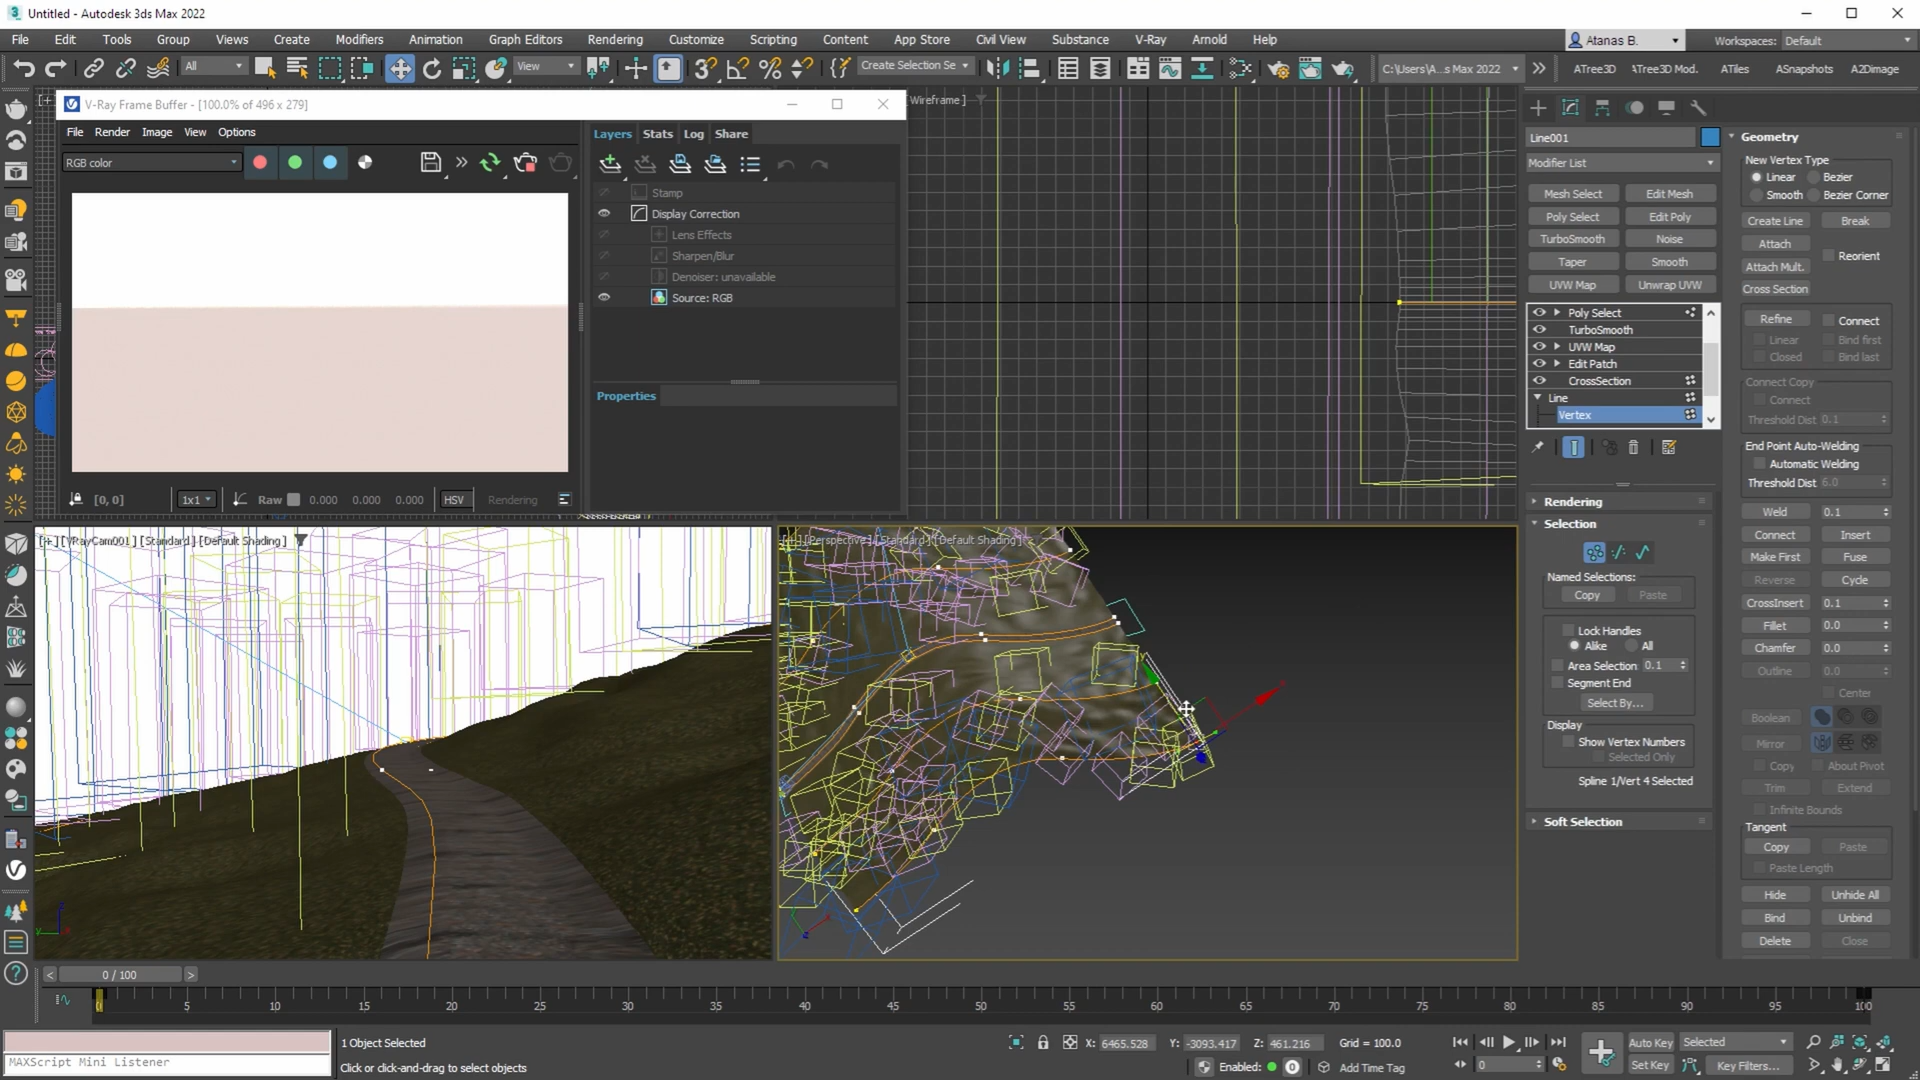 Untitled - Autodesk 3ds Max 2022
File Edit Tools Group Views Create Modifiers Animation Graph Editors Rendering Customize Scripting Content App Store Civil View Substance V-Ray Arnold Help
Atanas B. Workspaces: Default
All View Create Selection Se C:\Users\A...s Max 2022 ATree3D ATree3D Mod. ATiles ASnapshots A2Dimage
V-Ray Frame Buffer - [100.0% of 496 x 279]
Wireframe ]
File Render Image View Options
Layers Stats Log Share
RGB color
Stamp
Display Correction
Lens Effects
Sharpen/Blur
Denoiser: unavailable
Source: RGB
Properties
[0, 0] 1x1 Raw 0.000 0.000 0.000 HSV Rendering
[+] [VRayCam001] [Standard] [Default Shading]
[Perspective] [Standard] [Default Shading]
Line001
Modifier List
Mesh Select Edit Mesh
Poly Select Edit Poly
TurboSmooth Noise
Taper Smooth
UVW Map Unwrap UVW
Poly Select
TurboSmooth
UVW Map
Edit Patch
CrossSection
Line
Vertex
Rendering
Selection
Named Selections:
Copy Paste
Lock Handles
Alike All
Area Selection 0.1
Segment End
Select By...
Display
Show Vertex Numbers
Selected Only
Spline 1/Vert 4 Selected
Soft Selection
Geometry
New Vertex Type
Linear Bezier
Smooth Bezier Corner
Create Line Break
Attach
Reorient
Attach Mult.
Cross Section
Refine Connect
Linear Bind first
Closed Bind last
Connect Copy
Connect
Threshold Dist 0.1
End Point Auto-Welding
Automatic Welding
Threshold Dist 6.0
Weld 0.1
Connect Insert
Make First Fuse
Reverse Cycle
CrossInsert 0.1
Fillet 0.0
Chamfer 0.0
Outline 0.0
Center
Boolean
Mirror
Copy About Pivot
Trim Extend
Infinite Bounds
Tangent
Copy Paste
Paste Length
Hide Unhide All
Bind Unbind
Delete Close
< 0 / 100 >
0 5 10 15 20 25 30 35 40 45 50 55 60 65 70 75 80 85 90 95 100
MAXScript Mini Listener
1 Object Selected
Click or click-and-drag to select objects
X: 6465.528 Y: -3093.417 Z: 461.216 Grid = 100.0
Enabled: 0 Add Time Tag
0
Auto Key Selected
Set Key Key Filters...